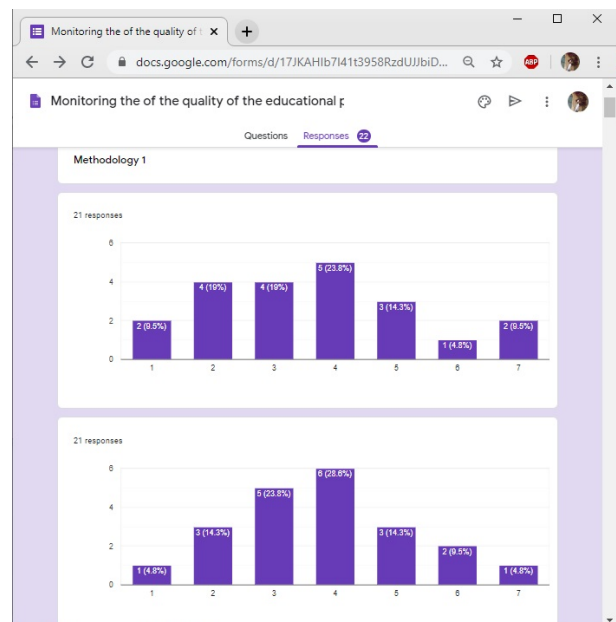 Monitoring the of the quality of t
docs.google.com/forms/d/17JKAHIb7I41t3958RzdUJJbiD...
ABP
Monitoring the of the quality of the educational p
Questions Responses 22
Methodology 1
21 responses
6
5 (23.8%)
4
4 (19%) 4 (19%)
3 (14.3%)
2
2 (9.5%) 2 (9.5%)
1 (4.8%)
0
1 2 3 4 5 6 7
21 responses
6
6 (28.6%)
5 (23.8%)
4
3 (14.3%) 3 (14.3%)
2
2 (9.5%)
1 (4.8%) 1 (4.8%)
0
1 2 3 4 5 6 7